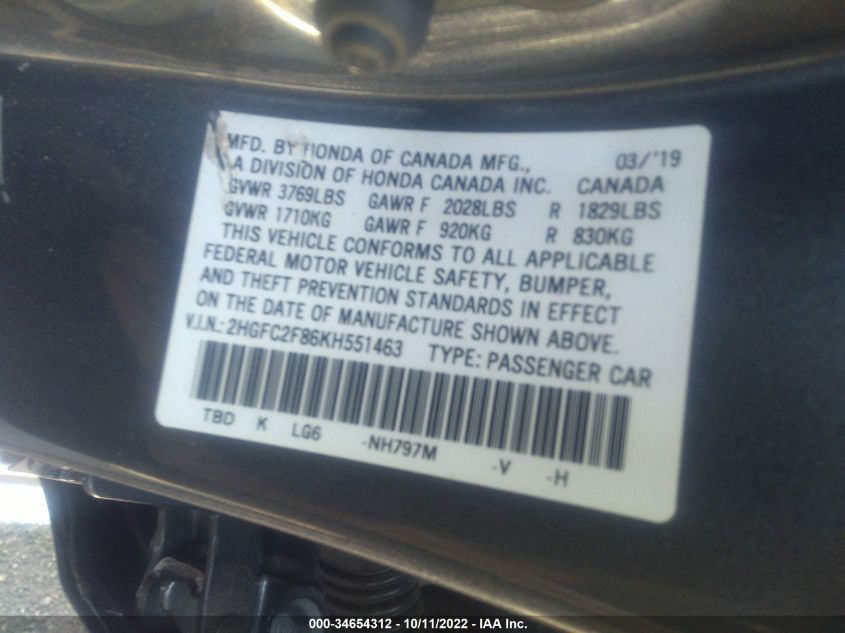 MFD. BY HONDA OF CANADA MFG., 03/'19
A DIVISION OF HONDA CANADA INC. CANADA
GVWR 3769LBS GAWR F 2028LBS R 1829LBS
GVWR 1710KG GAWR F 920KG R 830KG
THIS VEHICLE CONFORMS TO ALL APPLICABLE
FEDERAL MOTOR VEHICLE SAFETY, BUMPER,
AND THEFT PREVENTION STANDARDS IN EFFECT
ON THE DATE OF MANUFACTURE SHOWN ABOVE.
V.I.N.: 2HGFC2F86KH551463 TYPE: PASSENGER CAR
TBD K LG6 -NH797M -V -H
000-34654312 - 10/11/2022 - IAA Inc.